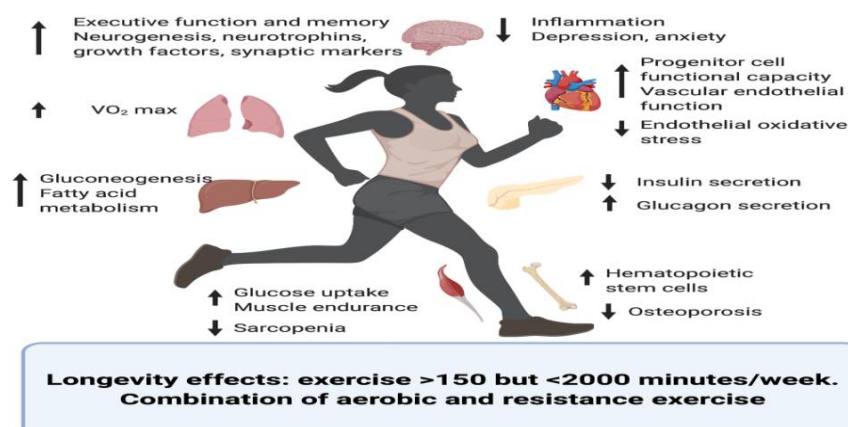 Executive function and memory
Neurogenesis, neurotrophins,
growth factors, synaptic markers
Inflammation
Depression, anxiety
Progenitor cell
functional capacity
Vascular endothelial
function
Endothelial oxidative
stress
VO₂ max
Gluconeogenesis
Fatty acid
metabolism
Insulin secretion
Glucagon secretion
Glucose uptake
Muscle endurance
Sarcopenia
Hematopoietic
stem cells
Osteoporosis
Longevity effects: exercise >150 but <2000 minutes/week.
Combination of aerobic and resistance exercise